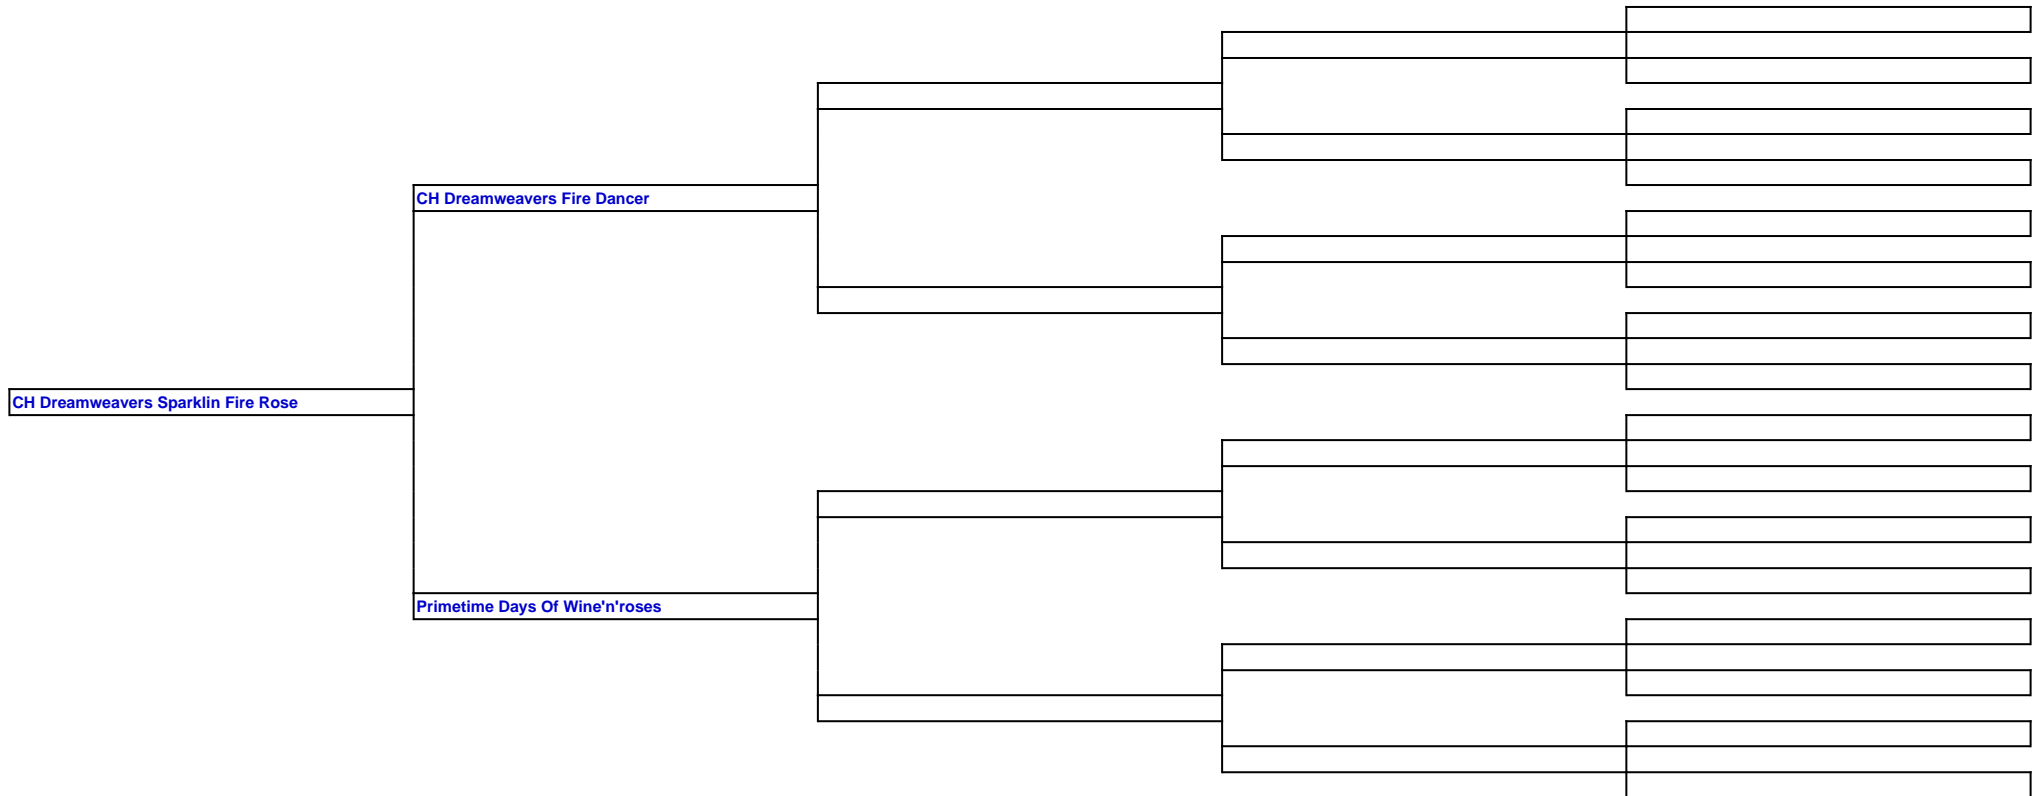 CH Dreamweavers Fire Dancer
CH Dreamweavers Sparklin Fire Rose
Primetime Days Of Wine'n'roses